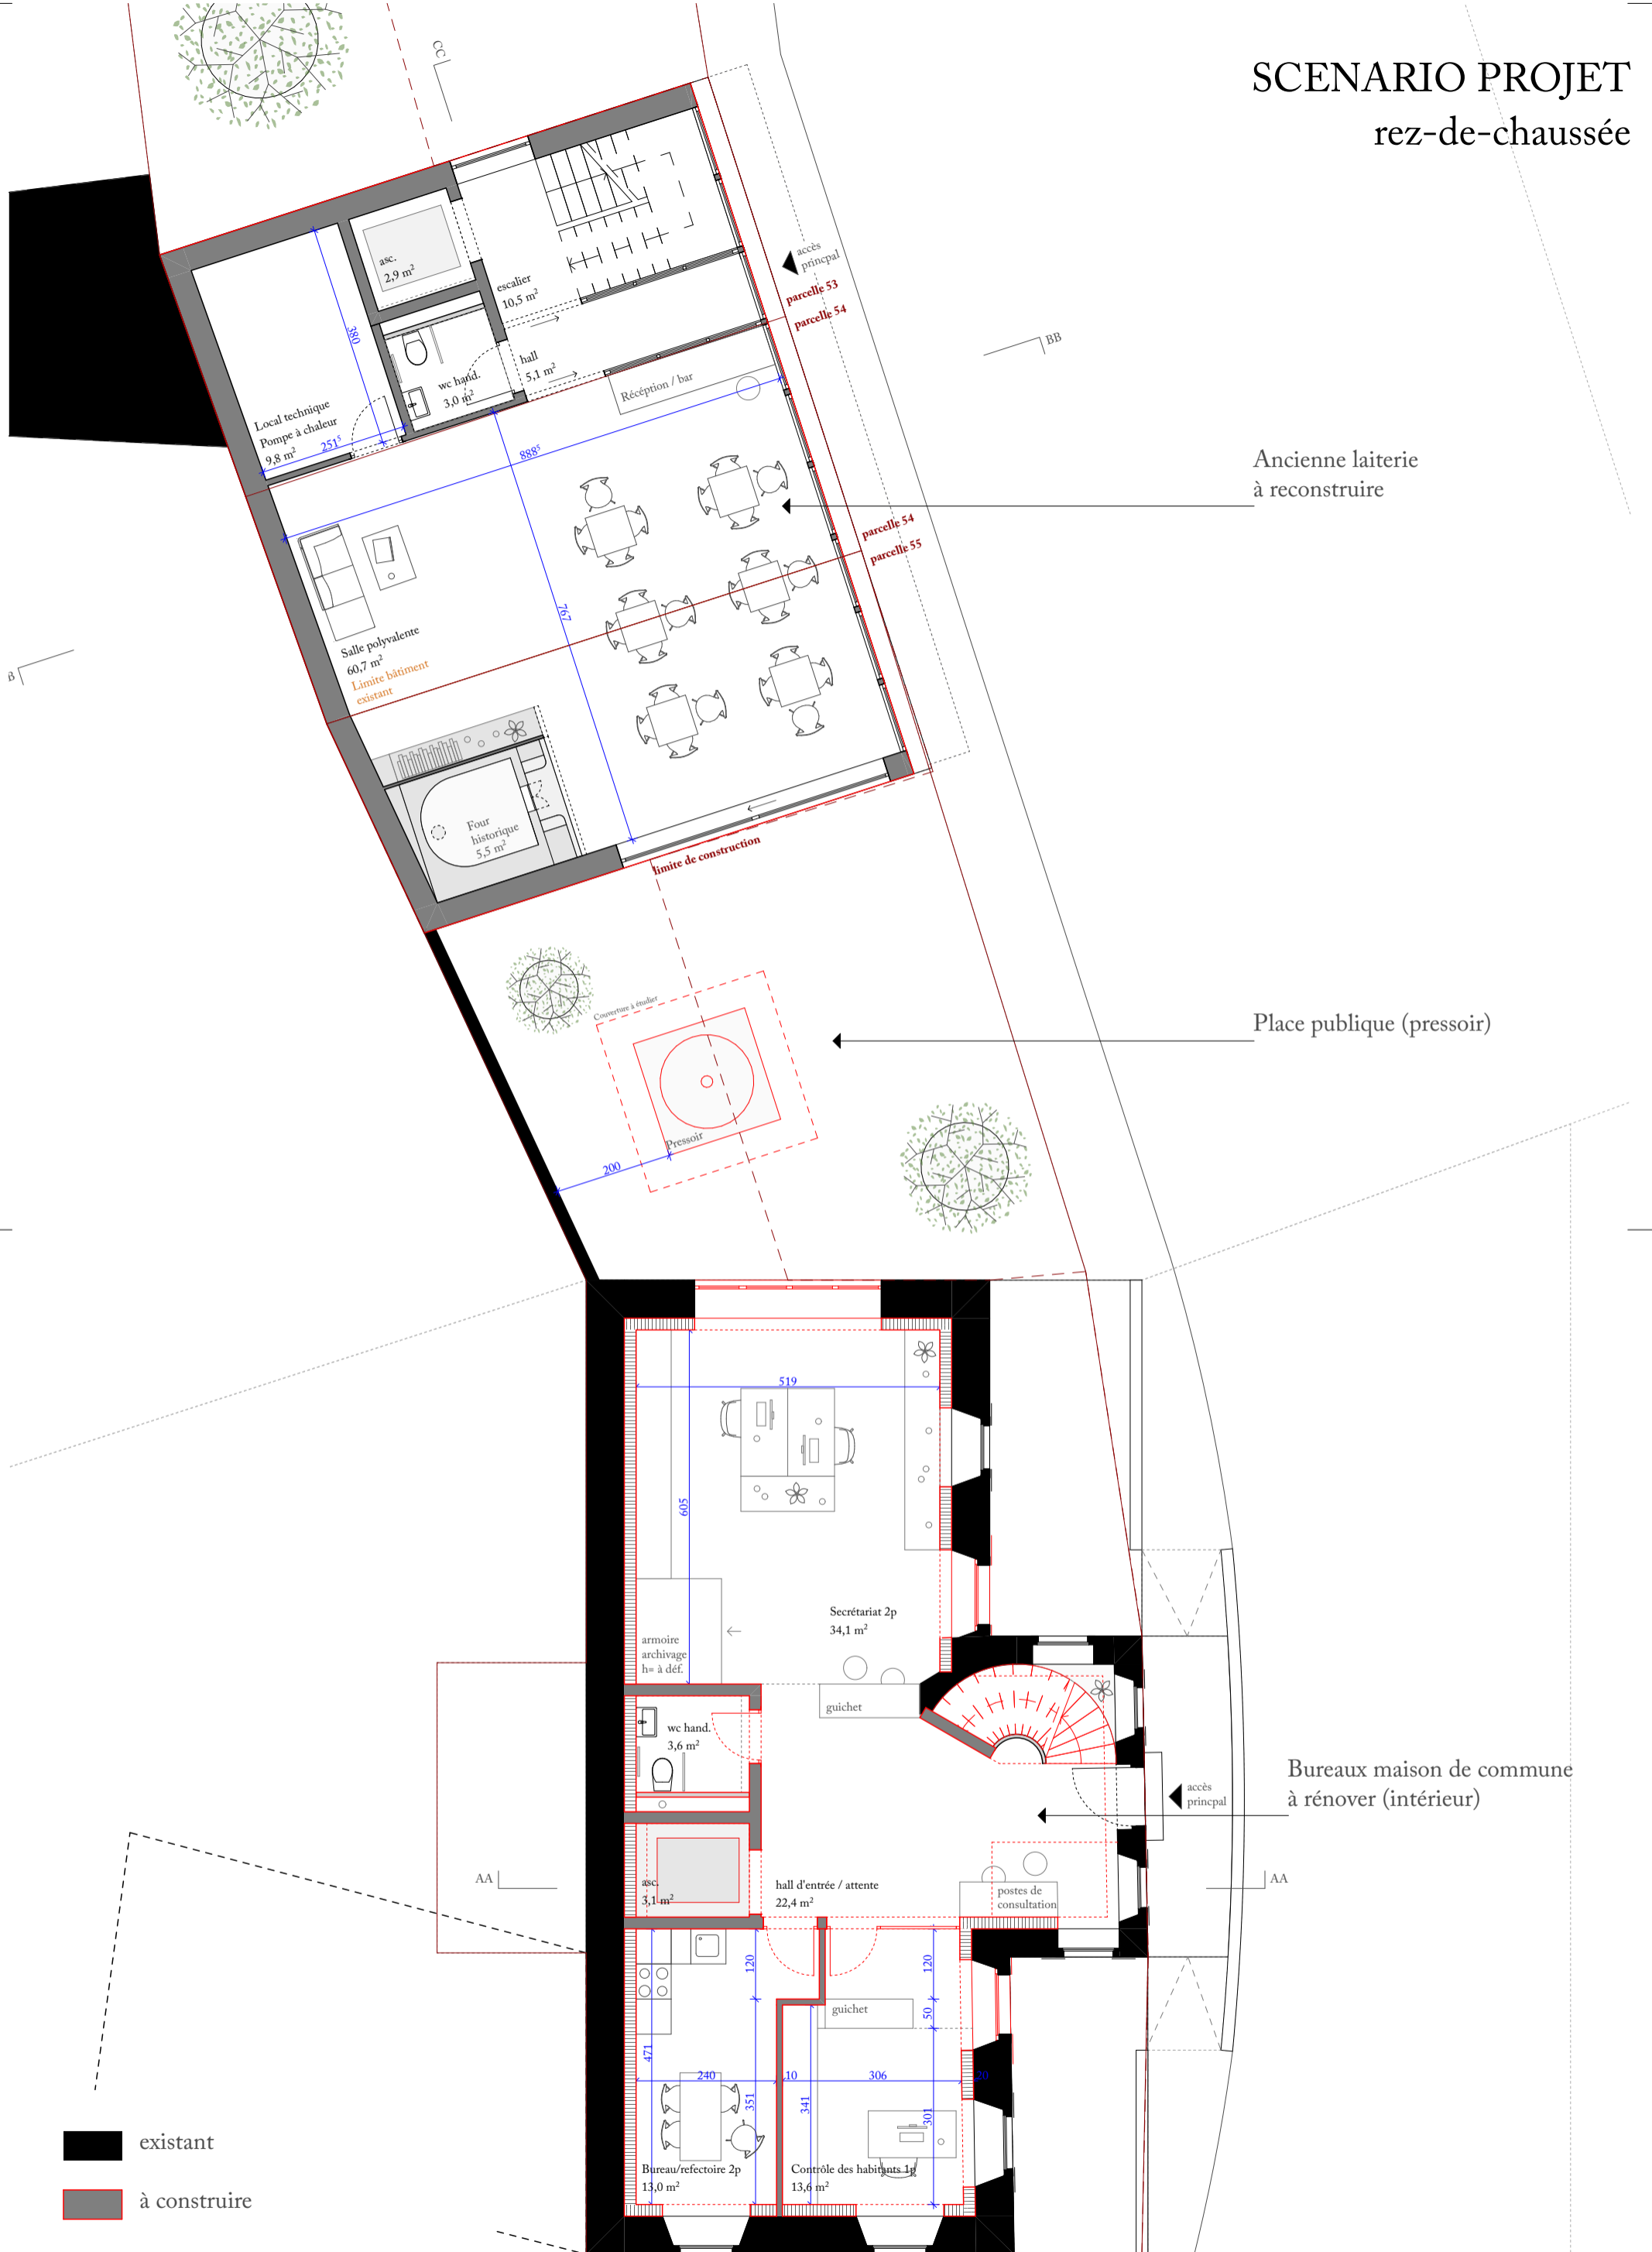 SCENARIO PROJET
rez-de-chaussée
CC
accès
princpal
asc.
2,9 m²
escalier
10,5 m²
parcelle 53
parcelle 54
BB
380
hall
5,1 m²
wc hand.
3,0 m²
Récéption / bar
Local technique
Pompe à chaleur
9,8 m²
251⁵
888⁵
Ancienne laiterie
à reconstruire
parcelle 54
parcelle 55
767
Salle polyvalente
60,7 m²
Limite bâtiment
existant
B
Four
historique
5,5 m²
limite de construction
Couverture à étudier
Place publique (pressoir)
Pressoir
200
519
605
Secrétariat 2p
34,1 m²
armoire
archivage
h= à déf.
guichet
wc hand.
3,6 m²
Bureaux maison de commune
à rénover (intérieur)
accès
princpal
AA
AA
asc.
3,1 m²
hall d'entrée / attente
22,4 m²
postes de
consultation
120
120
guichet
50
471
240
10
306
20
351
341
301
Bureau/refectoire 2p
13,0 m²
Contrôle des habitants 1p
13,6 m²
existant
à construire